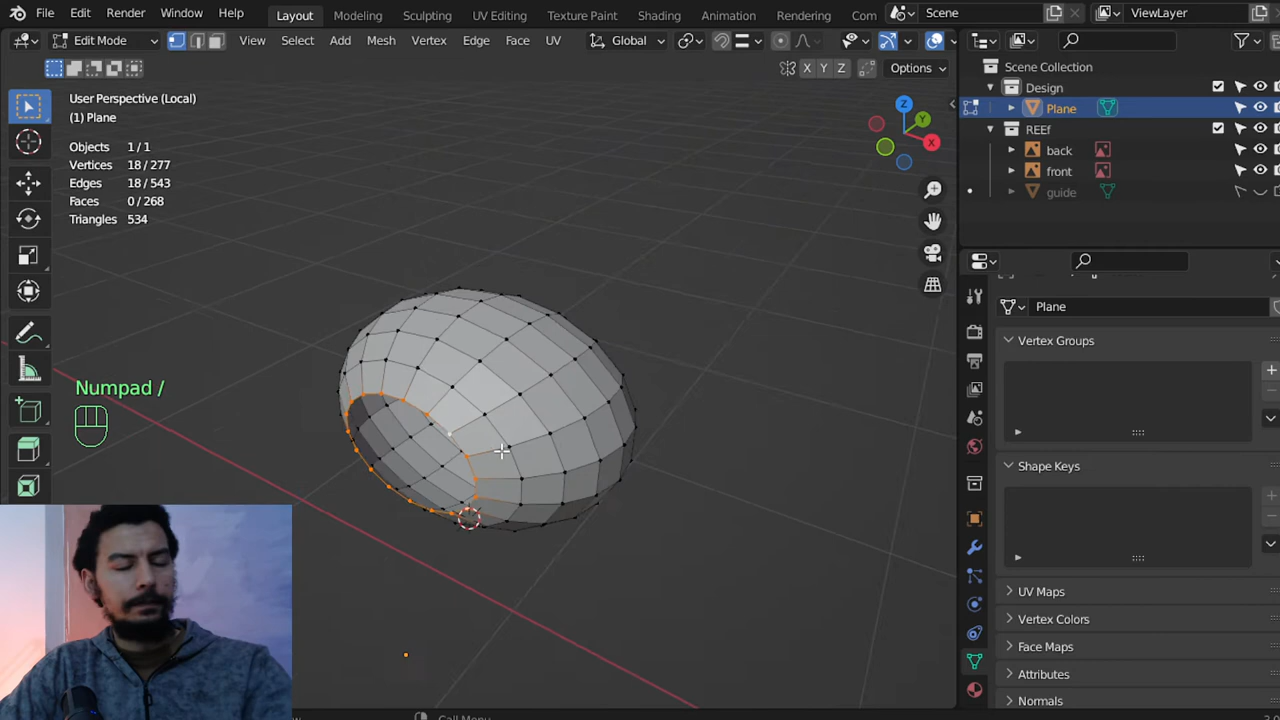 File Edit Render Window Help Layout Modeling Sculpting UV Editing Texture Paint Shading Animation Rendering Com Scene ViewLayer
Edit Mode View Select Add Mesh Vertex Edge Face UV Global
X Y Z Options
User Perspective (Local)
(1) Plane
Objects 1 / 1
Vertices 18 / 277
Edges 18 / 543
Faces 0 / 268
Triangles 534
Z
Y
X
Numpad /
Scene Collection
Design
Plane
REEf
back
front
guide
Plane
Vertex Groups
Shape Keys
UV Maps
Vertex Colors
Face Maps
Attributes
Normals
Call Menu